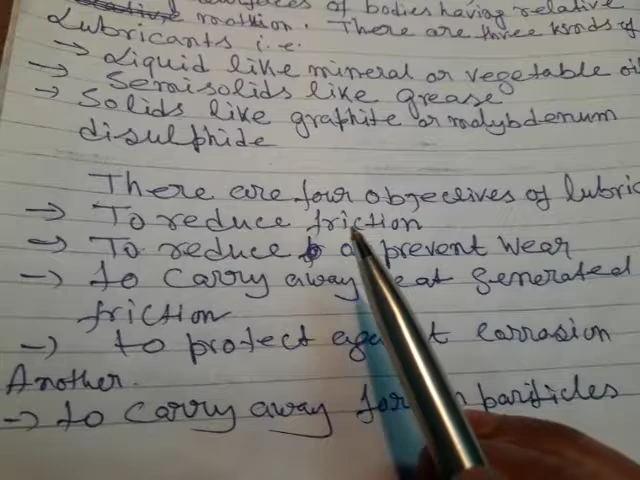 surfaces of bodies having relative
mothion. There are three kinds of
Lubricants i.e.
→ Liquid like mineral or vegetable oil
→ Semisolids like grease
→ Solids like graphite or molybdenum
disulphide
There are four objectives of lubric
→ To reduce friction
→ To reduce or prevent wear
→ to carry away heat generated
friction
→ to protect against corrasion
Another.
→ to carry away particles